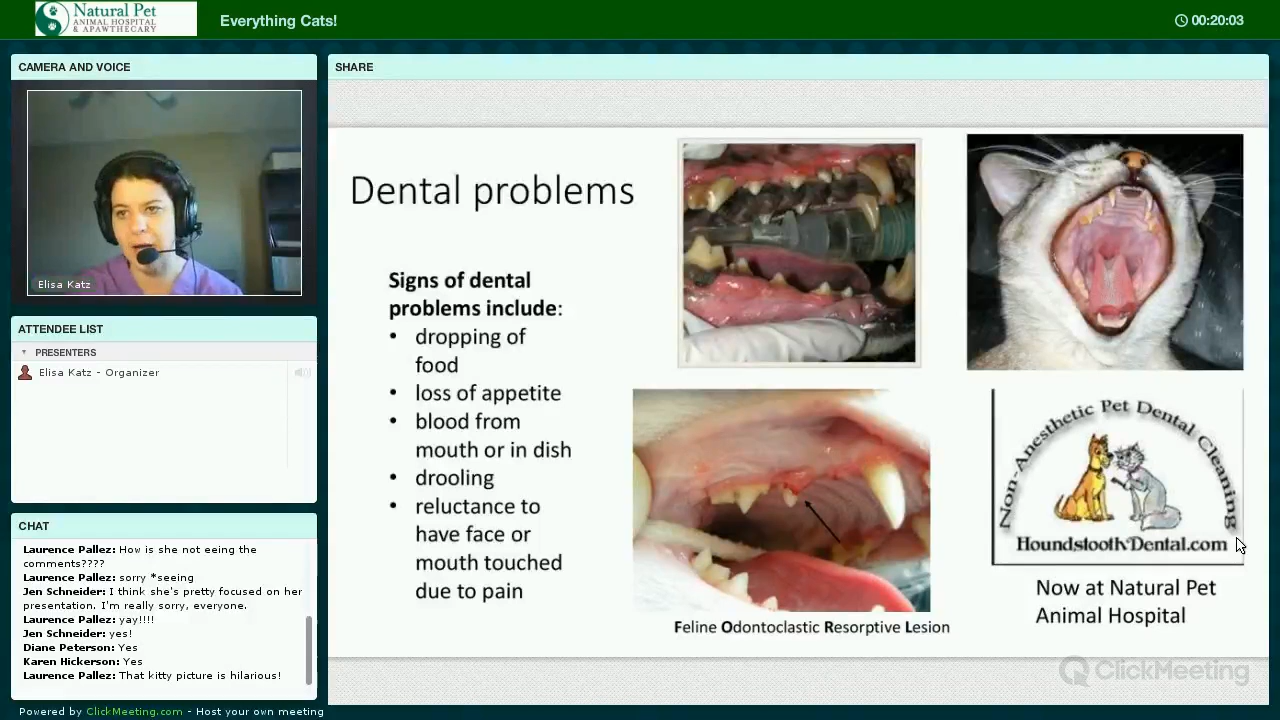 Natural Pet
ANIMAL HOSPITAL
& APAWTHECARY
Everything Cats!
00:20:03
CAMERA AND VOICE
Elisa Katz
ATTENDEE LIST
PRESENTERS
Elisa Katz - Organizer
CHAT
Laurence Pallez: How is she not eeing the
comments????
Laurence Pallez: sorry *seeing
Jen Schneider: I think she's pretty focused on her
presentation. I'm really sorry, everyone.
Laurence Pallez: yay!!!!
Jen Schneider: yes!
Diane Peterson: Yes
Karen Hickerson: Yes
Laurence Pallez: That kitty picture is hilarious!
Powered by ClickMeeting.com - Host your own meeting
SHARE
Dental problems
Signs of dental
problems include:
• dropping of
food
• loss of appetite
• blood from
mouth or in dish
• drooling
• reluctance to
have face or
mouth touched
due to pain
Feline Odontoclastic Resorptive Lesion
Non-Anesthetic Pet Dental Cleaning
HoundstoothDental.com
Now at Natural Pet
Animal Hospital
ClickMeeting